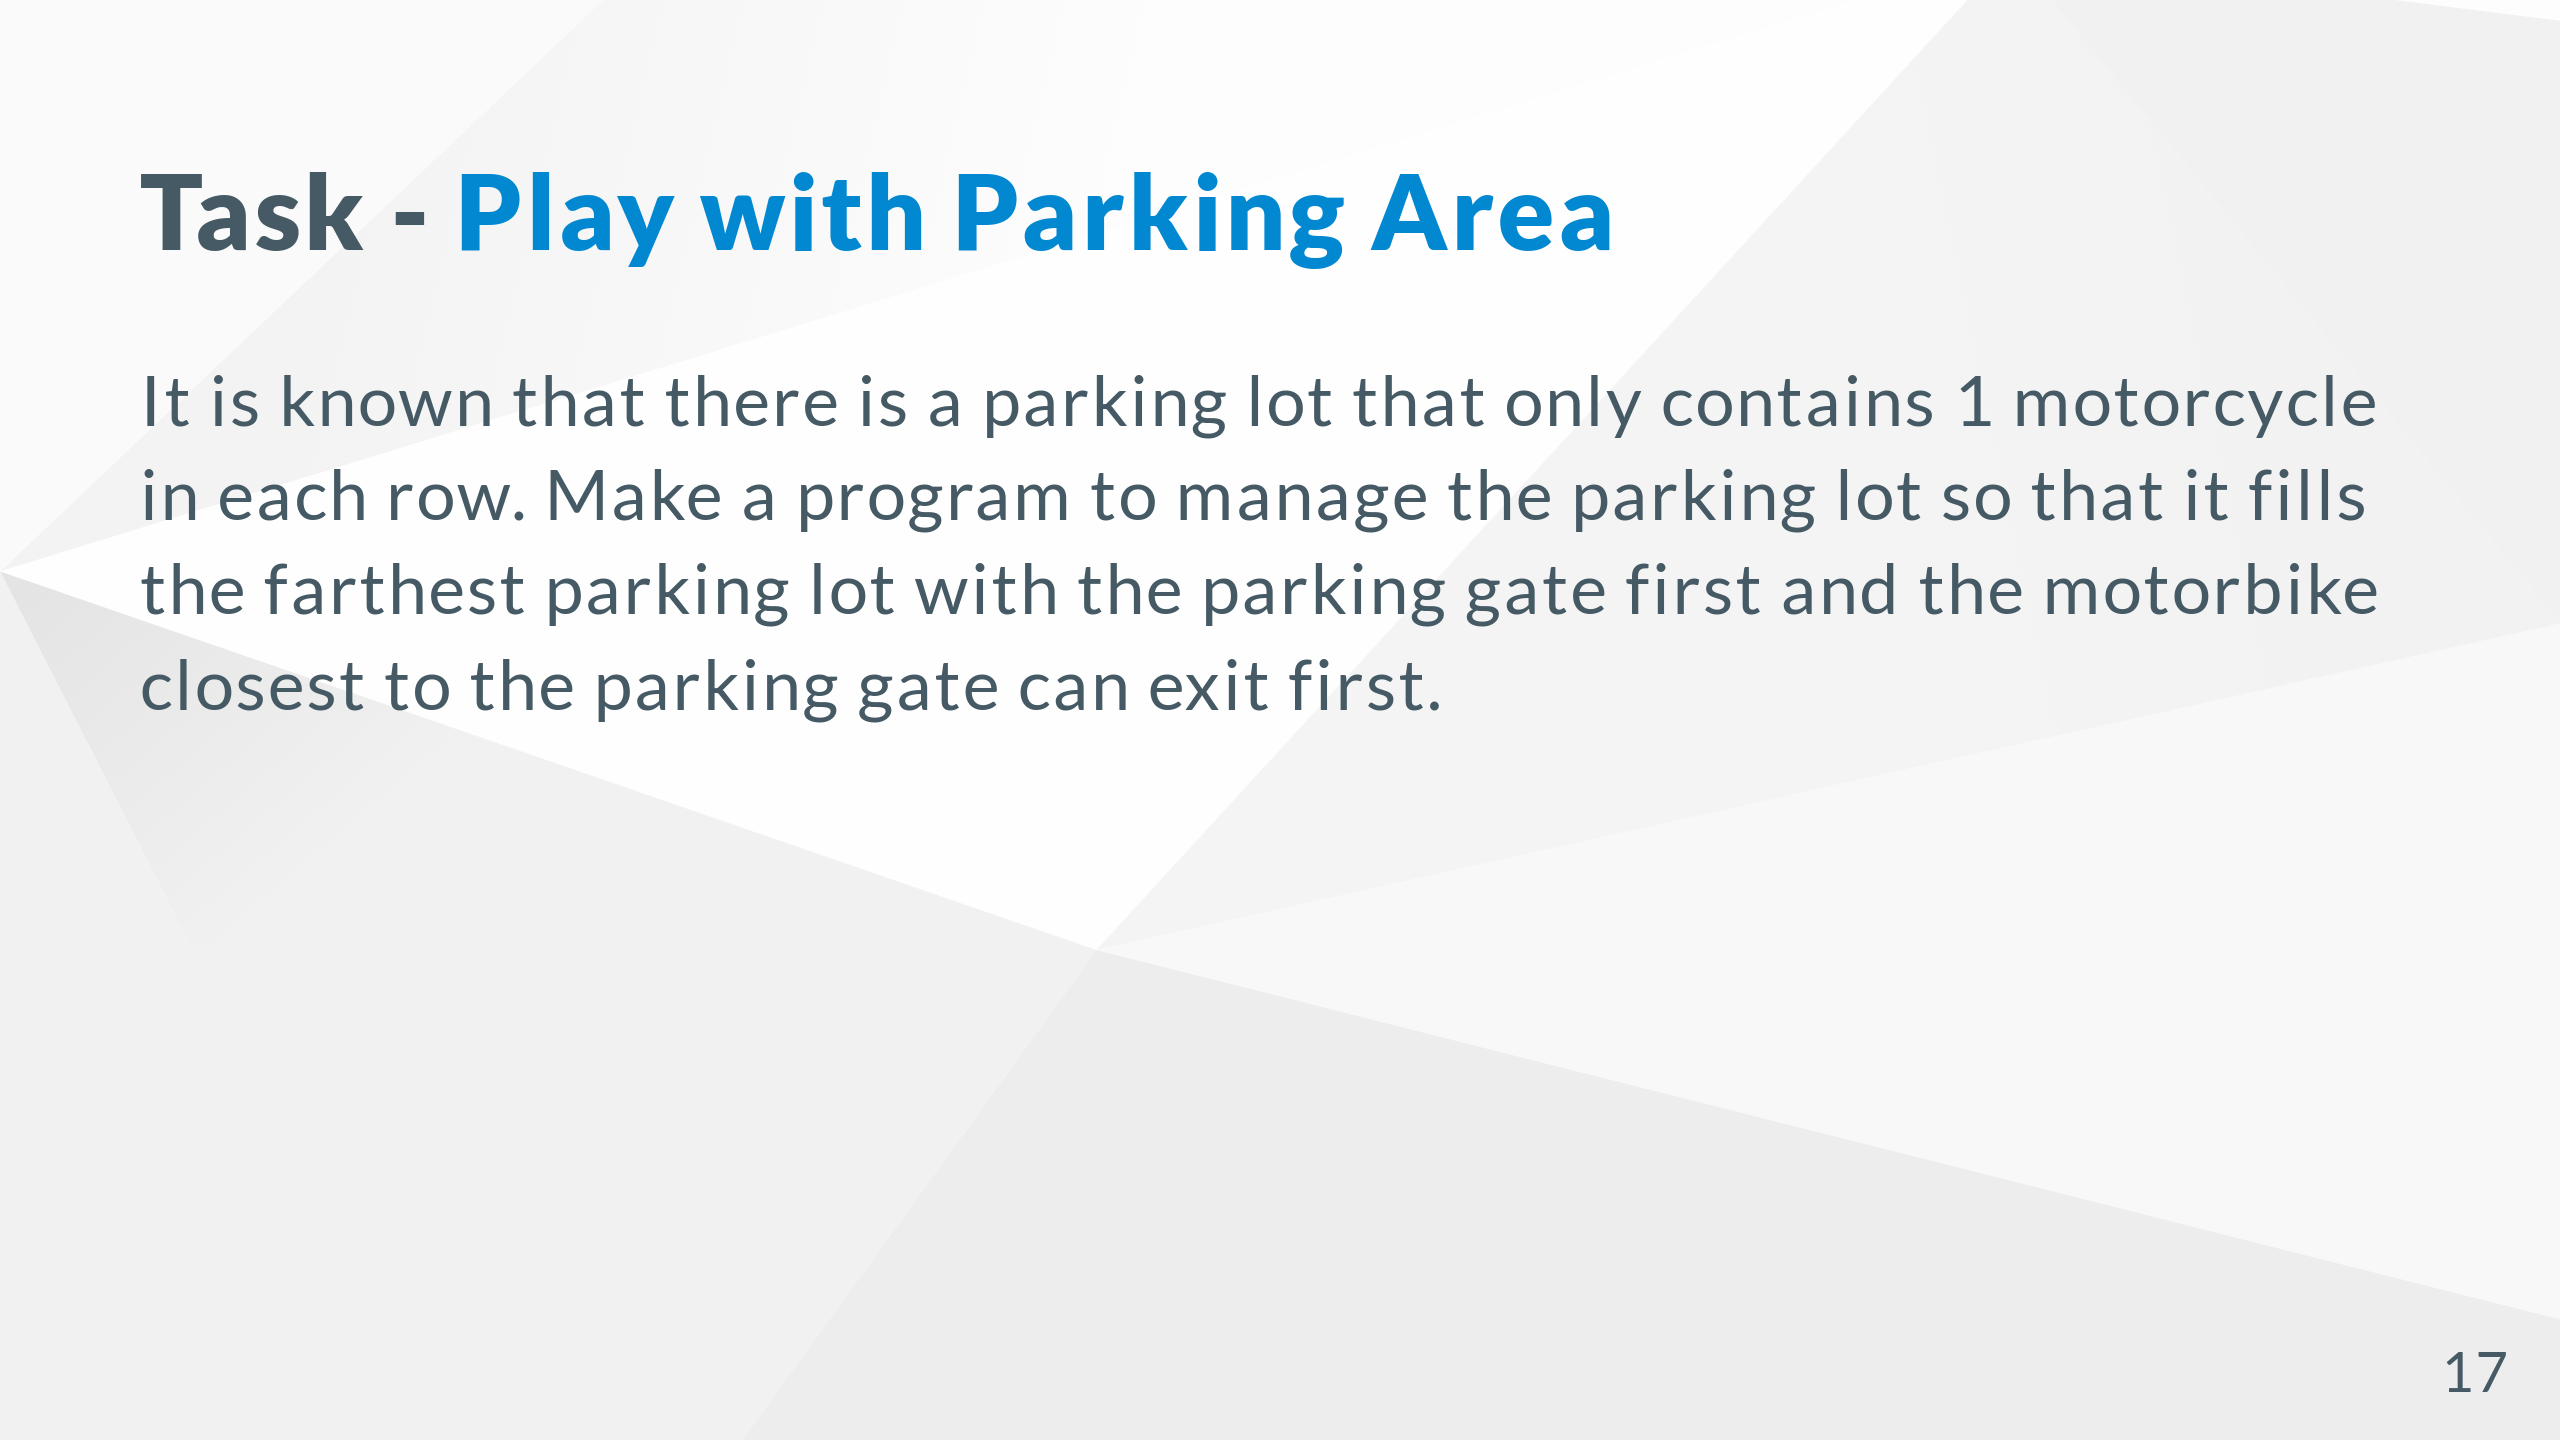 Task - Play with Parking Area
It is known that there is a parking lot that only contains 1 motorcycle
in each row. Make a program to manage the parking lot so that it fills
the farthest parking lot with the parking gate first and the motorbike
closest to the parking gate can exit first.
17